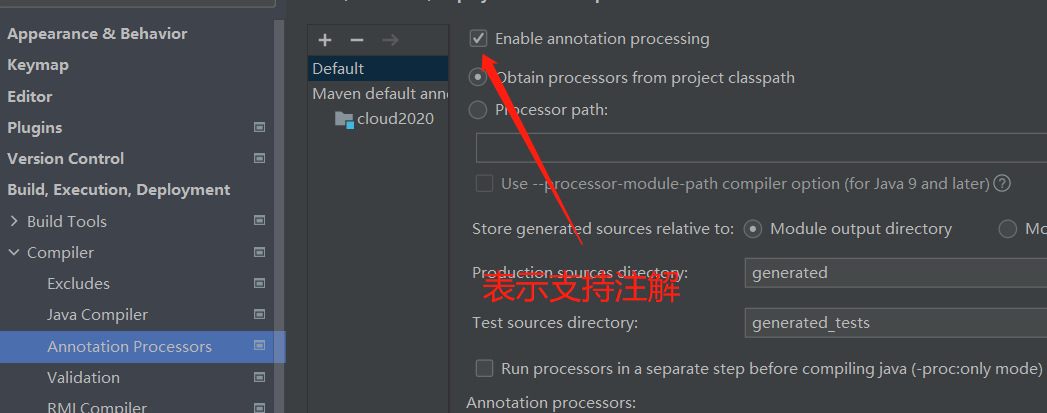 Appearance & Behavior
Keymap
Editor
Plugins
Version Control
Build, Execution, Deployment
Build Tools
Compiler
Excludes
Java Compiler
Annotation Processors
Validation
RMI Compiler
Default
Maven default anno
cloud2020
Enable annotation processing
Obtain processors from project classpath
Processor path:
Use --processor-module-path compiler option (for Java 9 and later)
Store generated sources relative to: Module output directory Mo
Production sources directory: generated
表示支持注解
Test sources directory: generated_tests
Run processors in a separate step before compiling java (-proc:only mode)
Annotation processors: